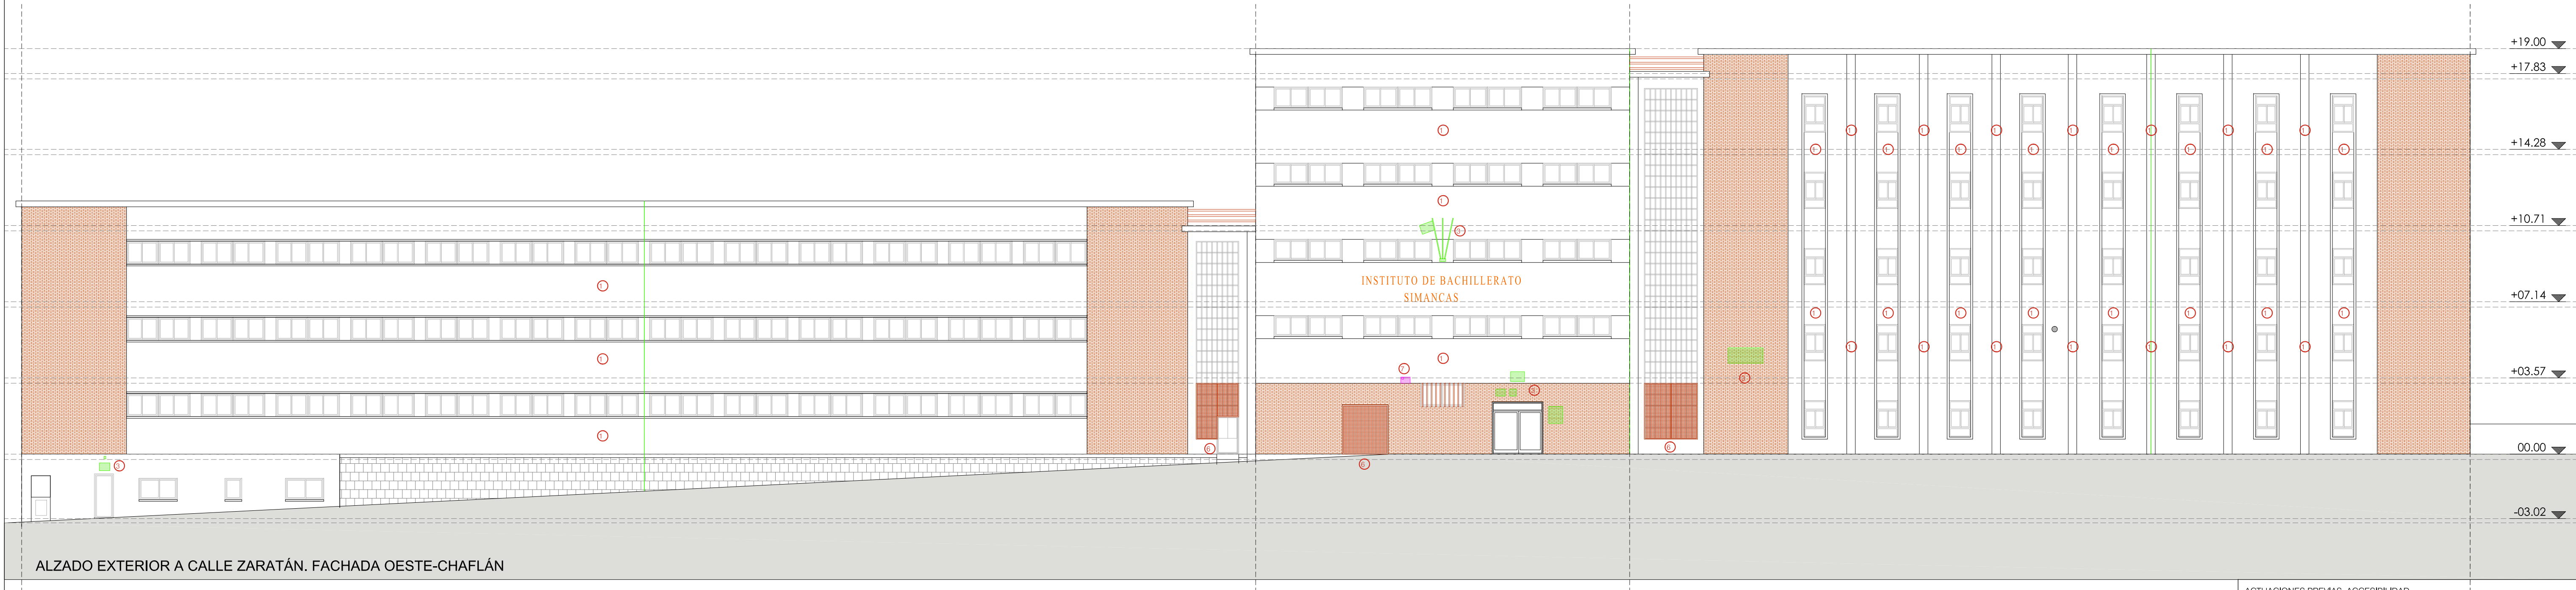 +19.00
+17.83
+14.28
+10.71
INSTITUTO DE BACHILLERATO
SIMANCAS
+07.14
+03.57
00.00
-03.02
ALZADO EXTERIOR A CALLE ZARATÁN. FACHADA OESTE-CHAFLÁN